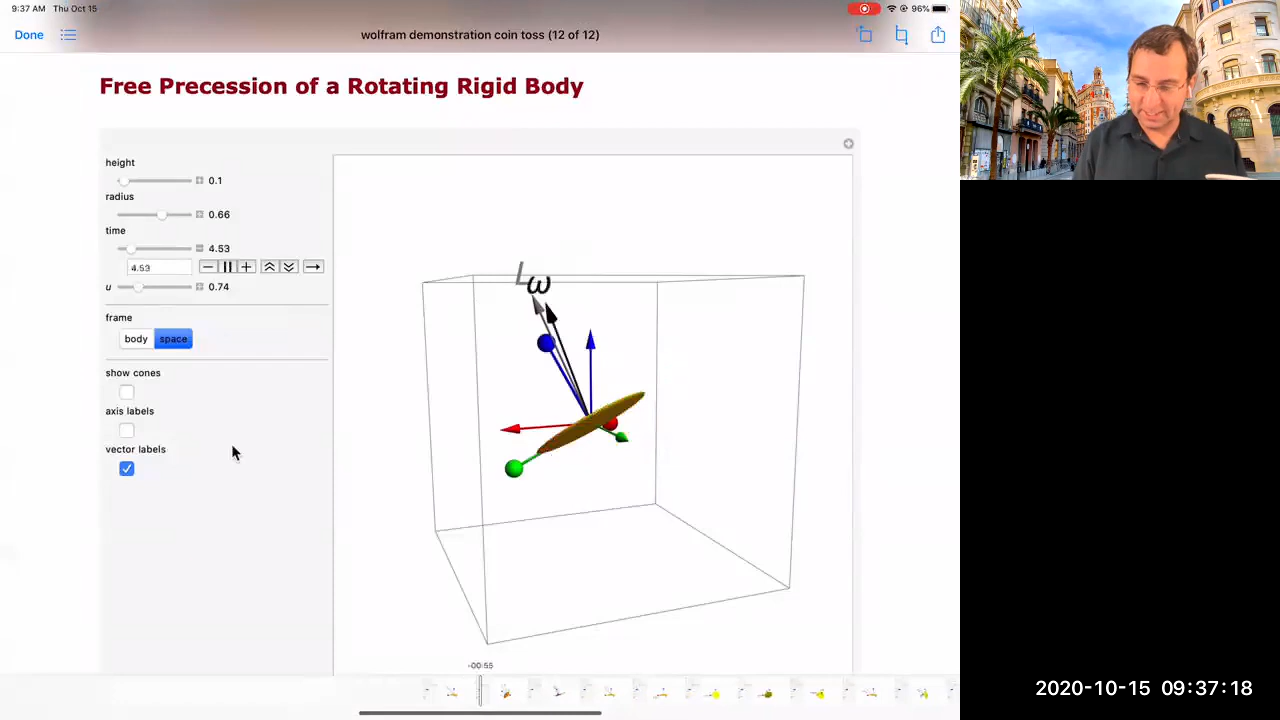 9:37 AM Thu Oct 15
96%
Done
wolfram demonstration coin toss (12 of 12)
Free Precession of a Rotating Rigid Body
height
0.1
radius
0.66
time
4.53
4.53
u
0.74
frame
body space
show cones
axis labels
vector labels
L
ω
-00:55
2020-10-15 09:37:18